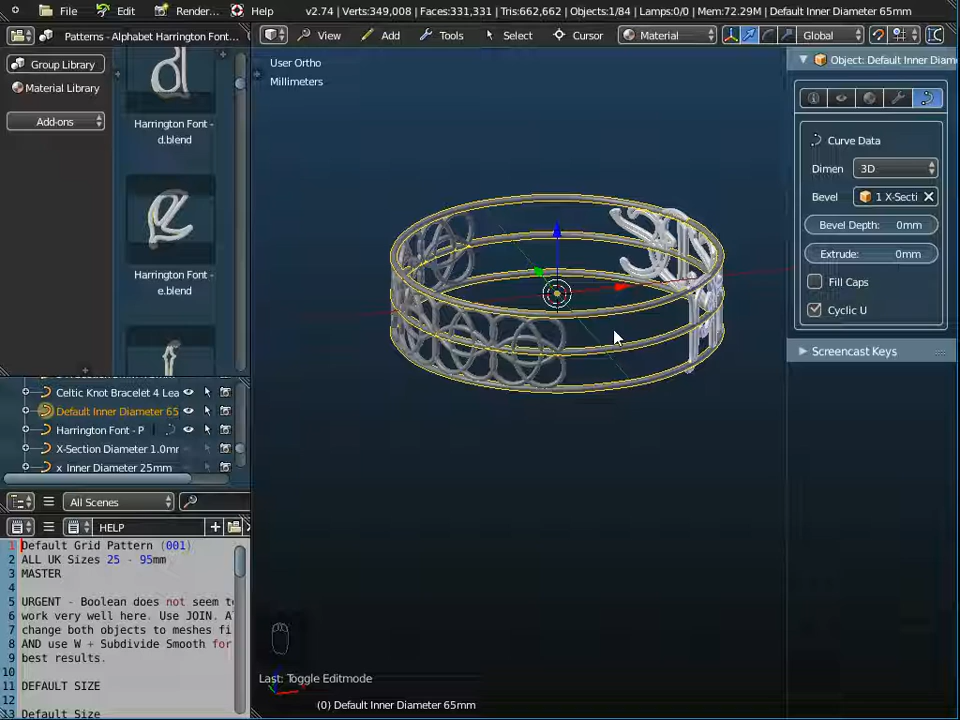 File Edit Render... Help v2.74 | Verts:349,008 | Faces:331,331 | Tris:662,662 | Objects:1/84 | Lamps:0/0 | Mem:72.29M | Default Inner Diameter 65mm
Patterns - Alphabet Harrington Font...
View Add Tools Select Cursor Material Global
Group Library
Material Library
Add-ons
Harrington Font - d.blend
Harrington Font - e.blend
User Ortho
Millimeters
Object: Default Inner Diam
Curve Data
Dimen 3D
Bevel 1 X-Secti
Bevel Depth: 0mm
Extrude: 0mm
Fill Caps
Cyclic U
Screencast Keys
Celtic Knot Bracelet 4 Lea
Default Inner Diameter 65
Harrington Font - P
X-Section Diameter 1.0mr
x Inner Diameter 25mm
All Scenes
HELP
1 Default Grid Pattern (001)
2 ALL UK Sizes 25 - 95mm
3 MASTER
4
5 URGENT - Boolean does not seem t
6 work very well here. Use JOIN. A
7 change both objects to meshes fi
8 AND use W + Subdivide Smooth for
9 best results.
10
11 DEFAULT SIZE
12
13 Default Size
Last: Toggle Editmode
(0) Default Inner Diameter 65mm